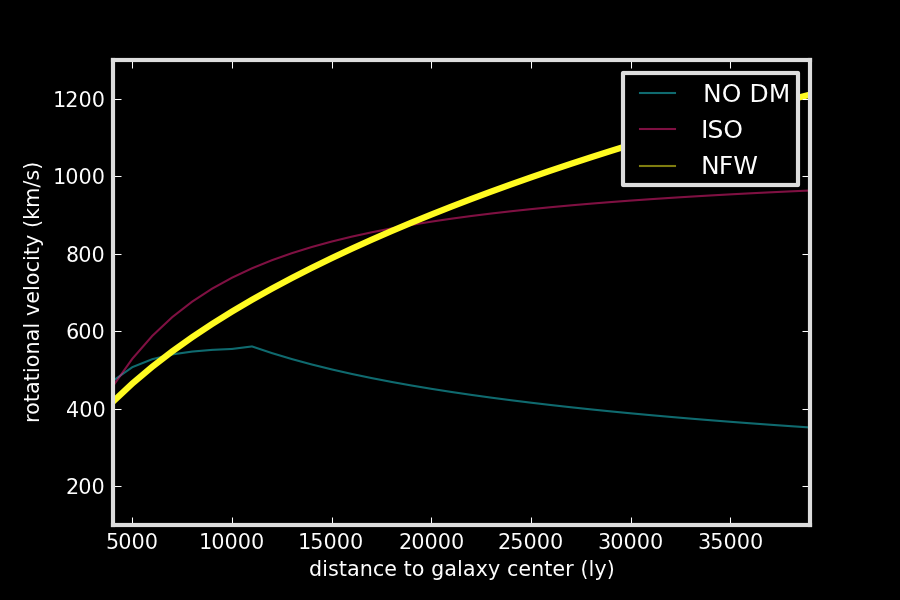 NO DM
ISO
NFW
1200
1000
800
600
400
200
rotational velocity (km/s)
5000 10000 15000 20000 25000 30000 35000
distance to galaxy center (ly)